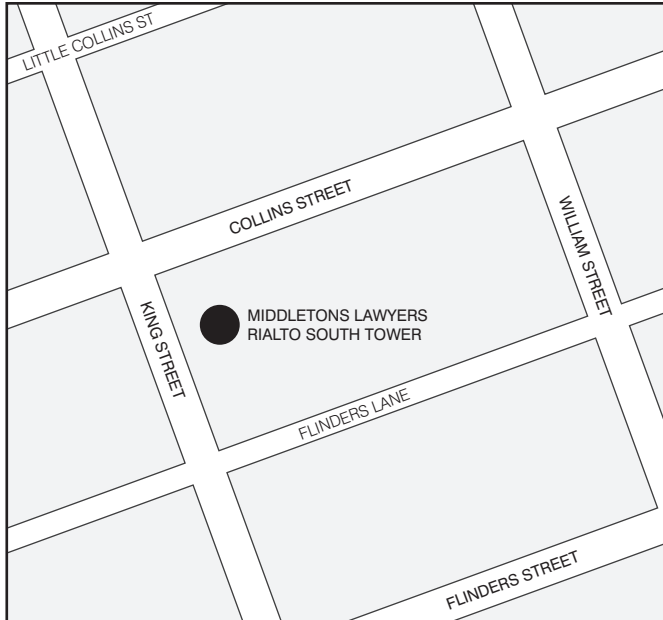 LITTLE COLLINS ST
COLLINS STREET
WILLIAM STREET
KING STREET
MIDDLETONS LAWYERS
RIALTO SOUTH TOWER
FLINDERS LANE
FLINDERS STREET